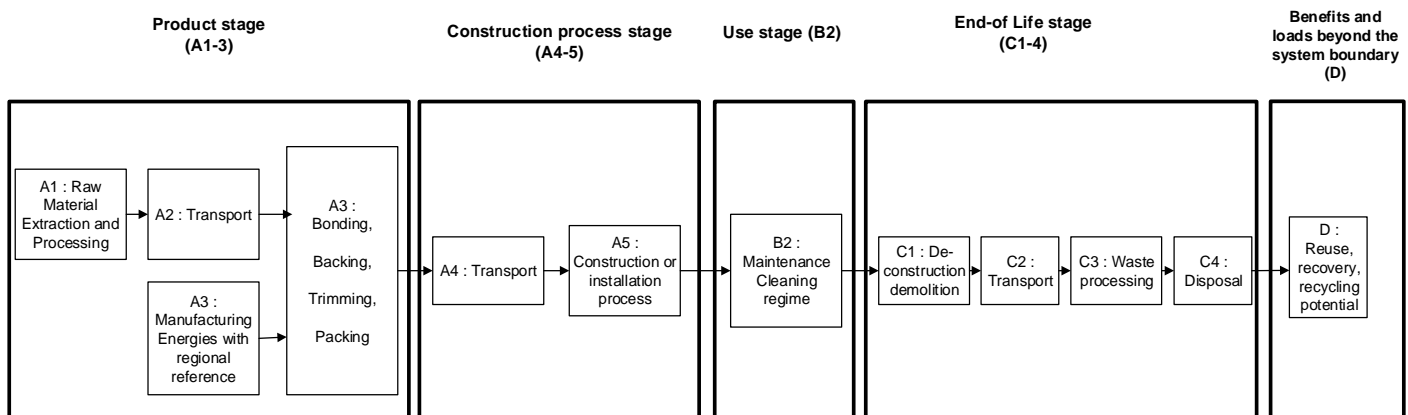 Product stage
(A1-3)
Construction process stage
(A4-5)
Use stage (B2)
End-of Life stage
(C1-4)
Benefits and
loads beyond the
system boundary
(D)
A1 : Raw
Material
Extraction and
Processing
A2 : Transport
A3 :
Manufacturing
Energies with
regional
reference
A3 :
Bonding,
Backing,
Trimming,
Packing
A4 : Transport
A5 :
Construction or
installation
process
B2 :
Maintenance
Cleaning
regime
C1 : De-
construction
demolition
C2 :
Transport
C3 : Waste
processing
C4 :
Disposal
D :
Reuse,
recovery,
recycling
potential